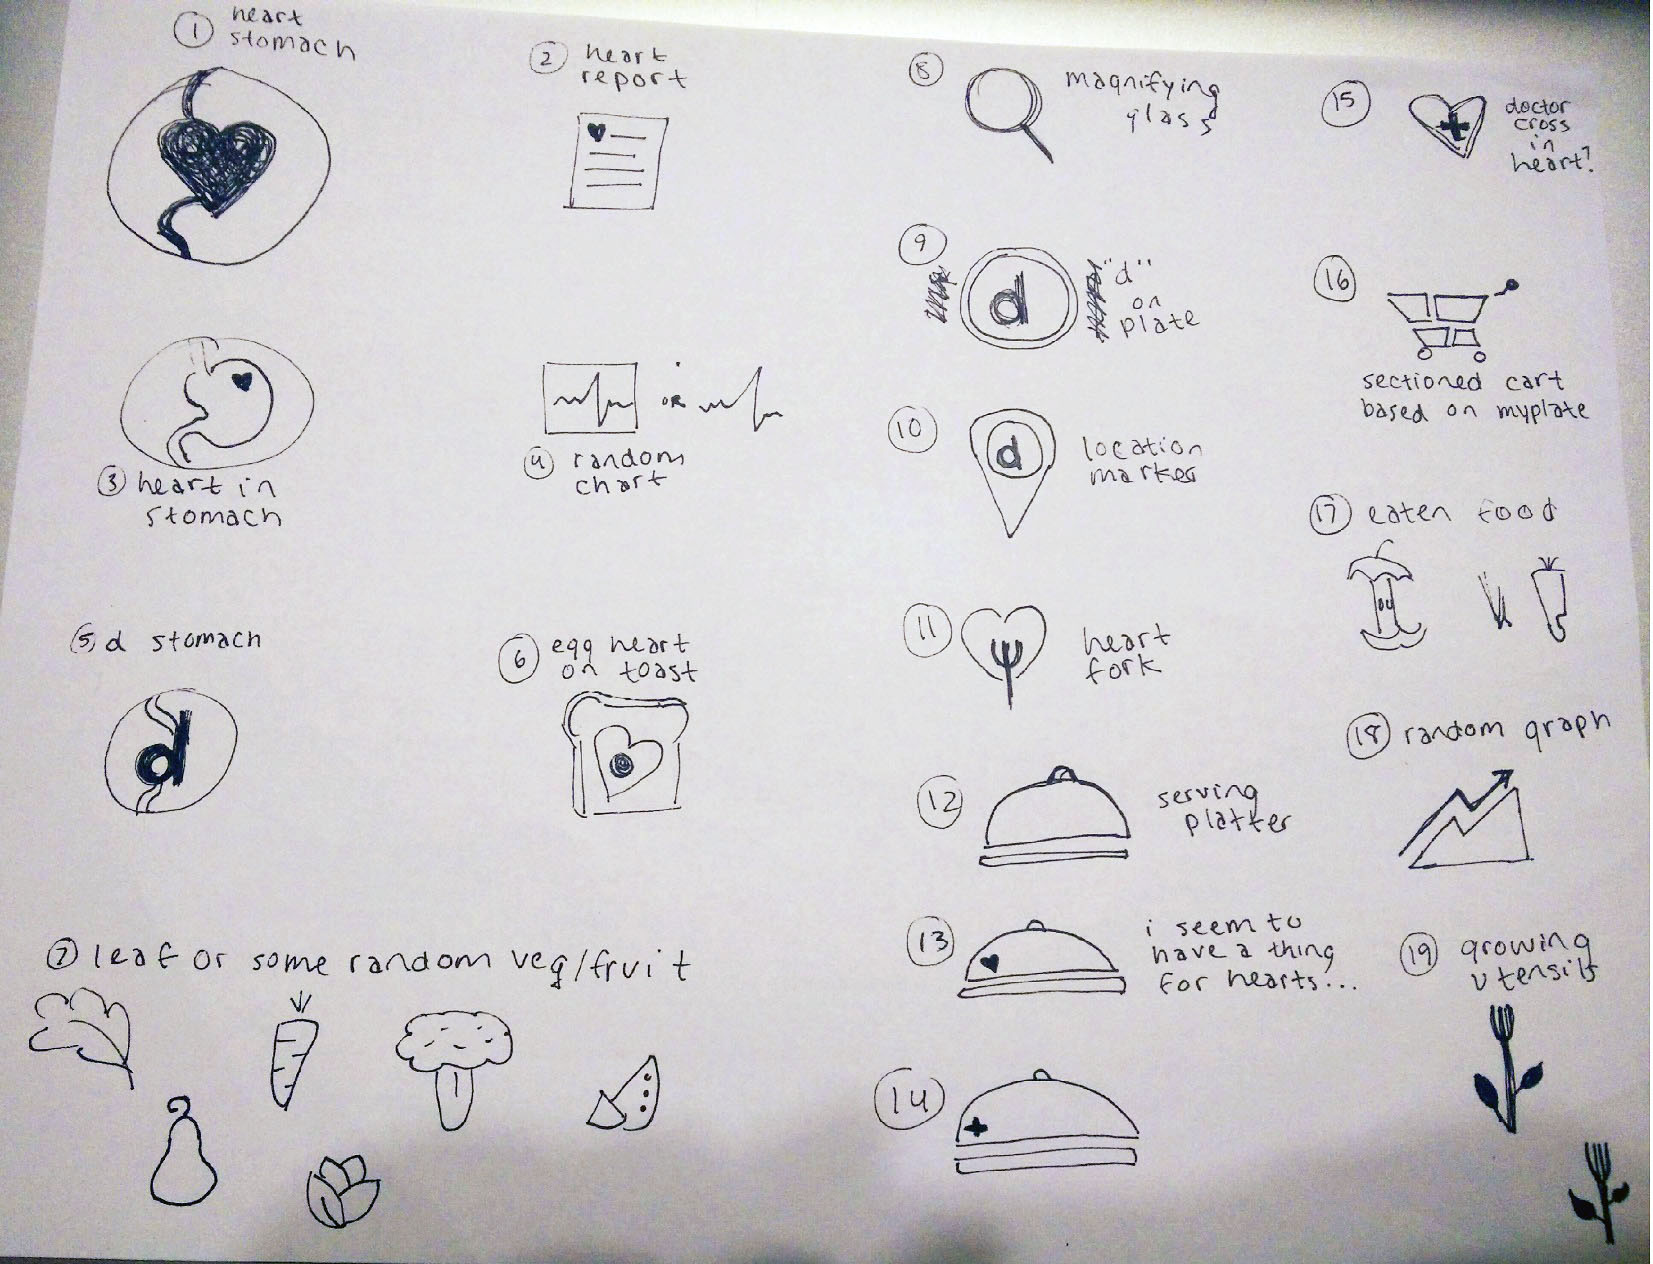 1 heart
stomach
2 heart
report
3 heart in
stomach
OR
4 random
chart
5 d stomach
d
6 egg heart
on toast
7 leaf or some random veg/fruit
8 magnifying
glass
9 "d"
on
plate
d
10 location
marker
d
11 heart
fork
12 serving
platter
13 i seem to
have a thing
for hearts...
14
15 doctor
cross
in
heart?
16
sectioned cart
based on myplate
17 eaten food
18 random graph
19 growing
utensils